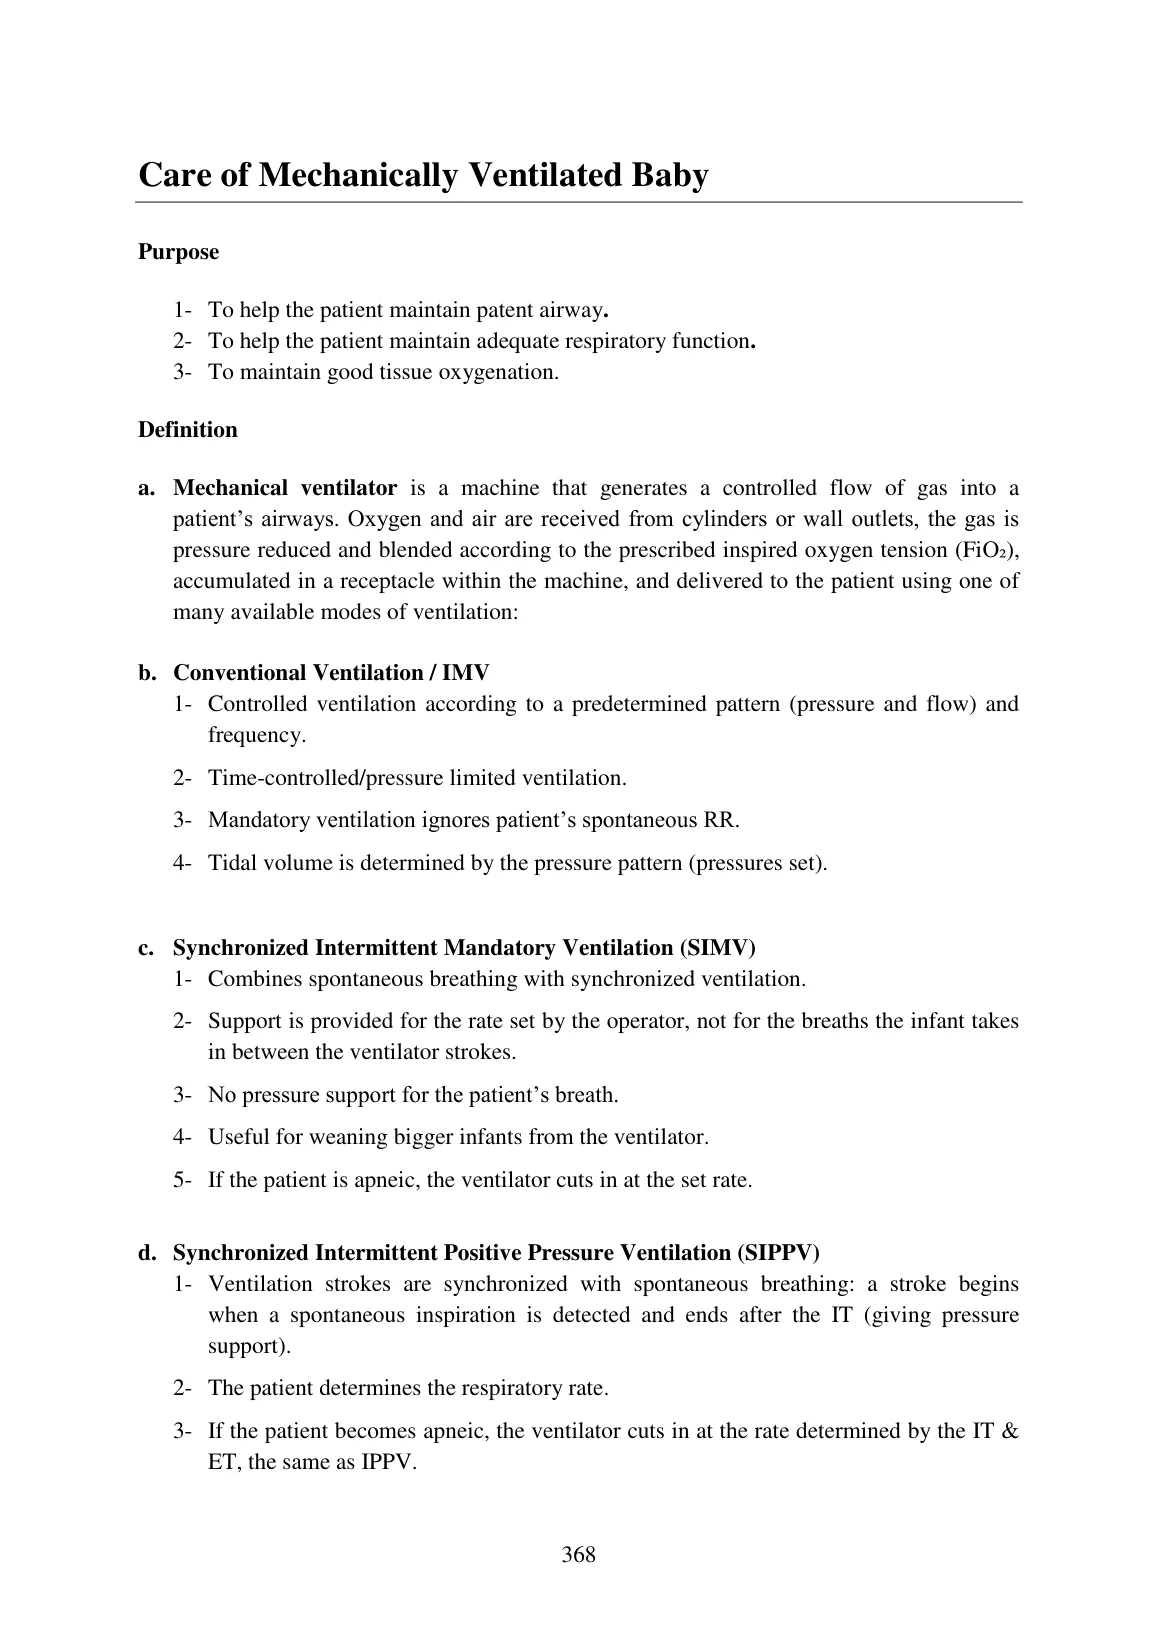 Care of Mechanically Ventilated Baby
Purpose
1- To help the patient maintain patent airway.
2- To help the patient maintain adequate respiratory function.
3- To maintain good tissue oxygenation.
Definition
a. Mechanical ventilator is a machine that generates a controlled flow of gas into a
patient’s airways. Oxygen and air are received from cylinders or wall outlets, the gas is
pressure reduced and blended according to the prescribed inspired oxygen tension (FiO₂),
accumulated in a receptacle within the machine, and delivered to the patient using one of
many available modes of ventilation:
b. Conventional Ventilation / IMV
1- Controlled ventilation according to a predetermined pattern (pressure and flow) and
frequency.
2- Time-controlled/pressure limited ventilation.
3- Mandatory ventilation ignores patient’s spontaneous RR.
4- Tidal volume is determined by the pressure pattern (pressures set).
c. Synchronized Intermittent Mandatory Ventilation (SIMV)
1- Combines spontaneous breathing with synchronized ventilation.
2- Support is provided for the rate set by the operator, not for the breaths the infant takes
in between the ventilator strokes.
3- No pressure support for the patient’s breath.
4- Useful for weaning bigger infants from the ventilator.
5- If the patient is apneic, the ventilator cuts in at the set rate.
d. Synchronized Intermittent Positive Pressure Ventilation (SIPPV)
1- Ventilation strokes are synchronized with spontaneous breathing: a stroke begins
when a spontaneous inspiration is detected and ends after the IT (giving pressure
support).
2- The patient determines the respiratory rate.
3- If the patient becomes apneic, the ventilator cuts in at the rate determined by the IT &
ET, the same as IPPV.
368